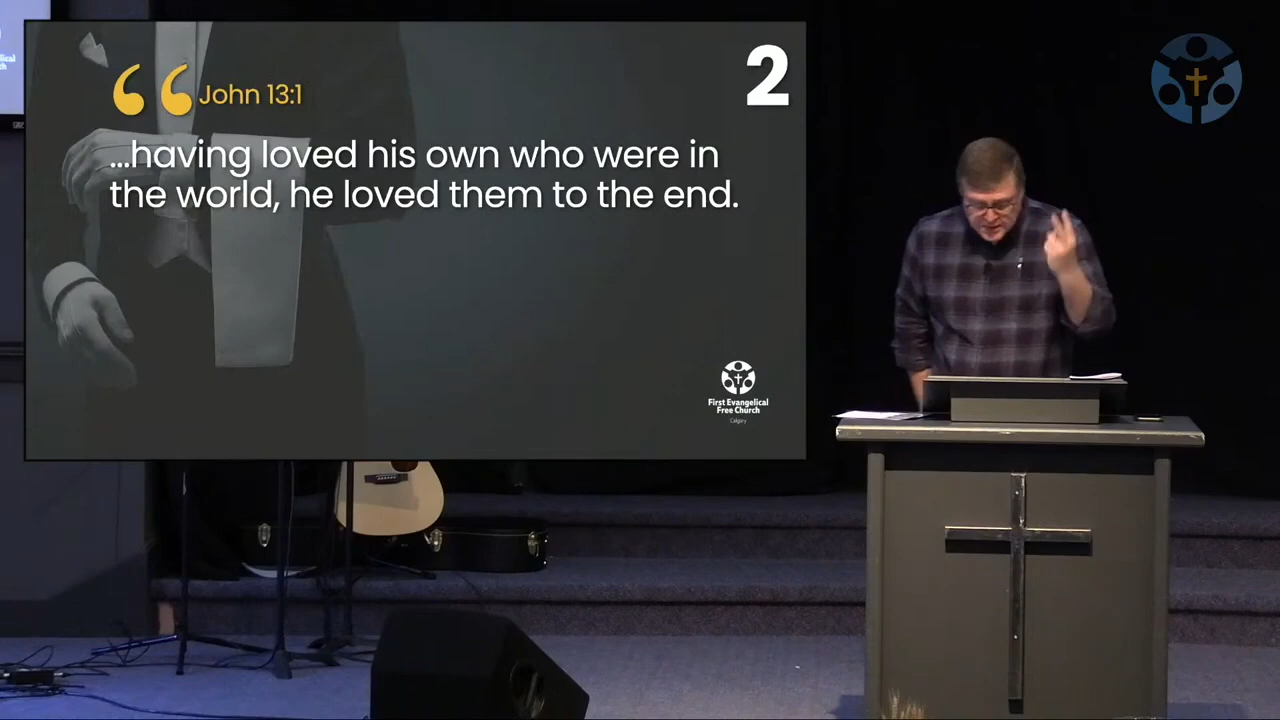 John 13:1
2
...having loved his own who were in
the world, he loved them to the end.
First Evangelical
Free Church
Calgary